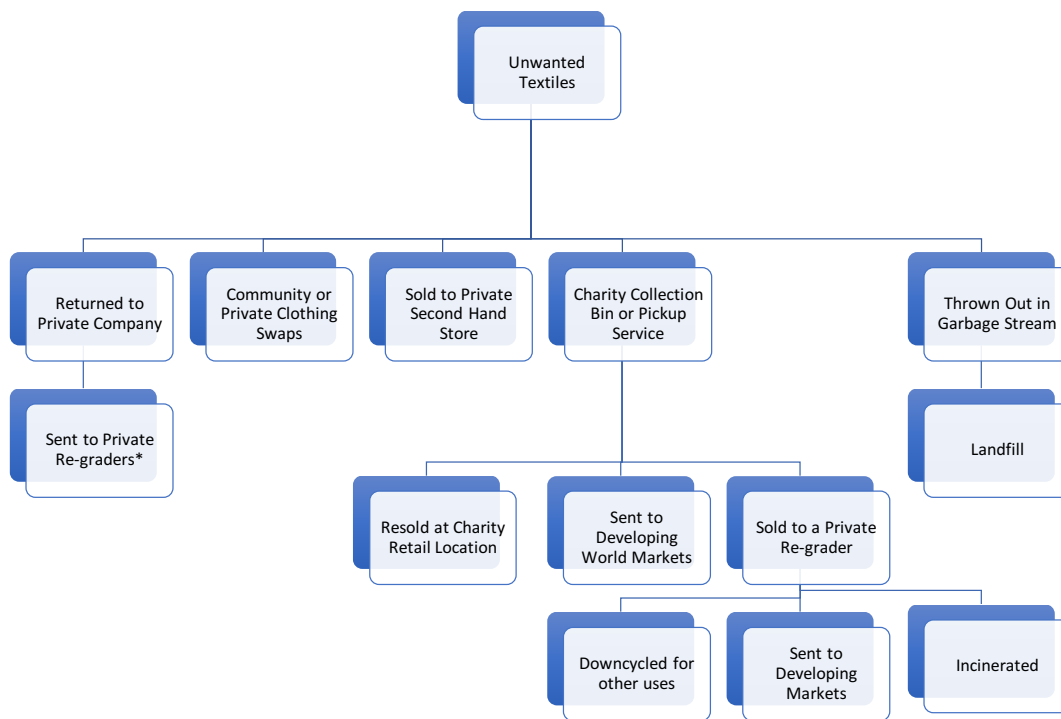 Unwanted
Textiles
Returned to
Private Company
Community or
Private Clothing
Swaps
Sold to Private
Second Hand
Store
Charity Collection
Bin or Pickup
Service
Thrown Out in
Garbage Stream
Sent to Private
Re-graders*
Landfill
Resold at Charity
Retail Location
Sent to
Developing
World Markets
Sold to a Private
Re-grader
Downcycled for
other uses
Sent to
Developing
Markets
Incinerated